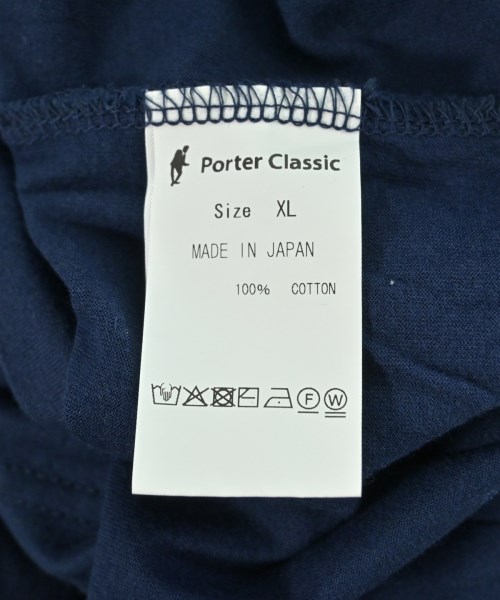 Porter Classic
Size XL
MADE IN JAPAN
100% COTTON
F W